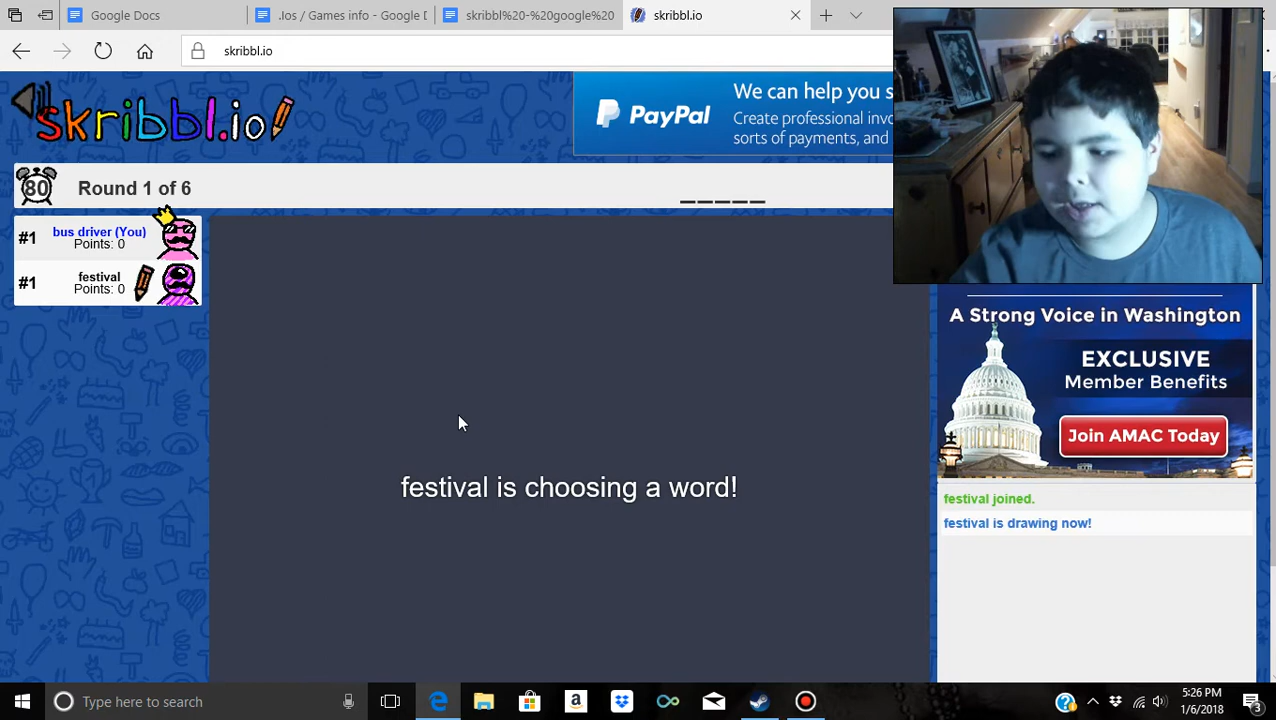 Google Docs
.Ios / Games info - Google D
skribbl%20-%20google%20
skribbl.io
skribbl.io
skribbl.io
PayPal
We can help you s
Create professional invo
sorts of payments, and
80
Round 1 of 6
_____
#1
bus driver (You)
Points: 0
#1
festival
Points: 0
festival is choosing a word!
A Strong Voice in Washington
EXCLUSIVE
Member Benefits
Join AMAC Today
festival joined.
festival is drawing now!
Type here to search
5:26 PM
1/6/2018
3